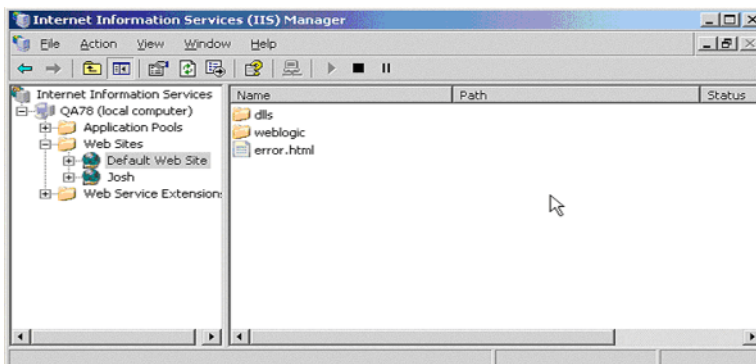 Internet Information Services (IIS) Manager
File Action View Window Help
Internet Information Services
QA78 (local computer)
Application Pools
Web Sites
Default Web Site
Josh
Web Service Extension
Name Path Status
dlls
weblogic
error.html